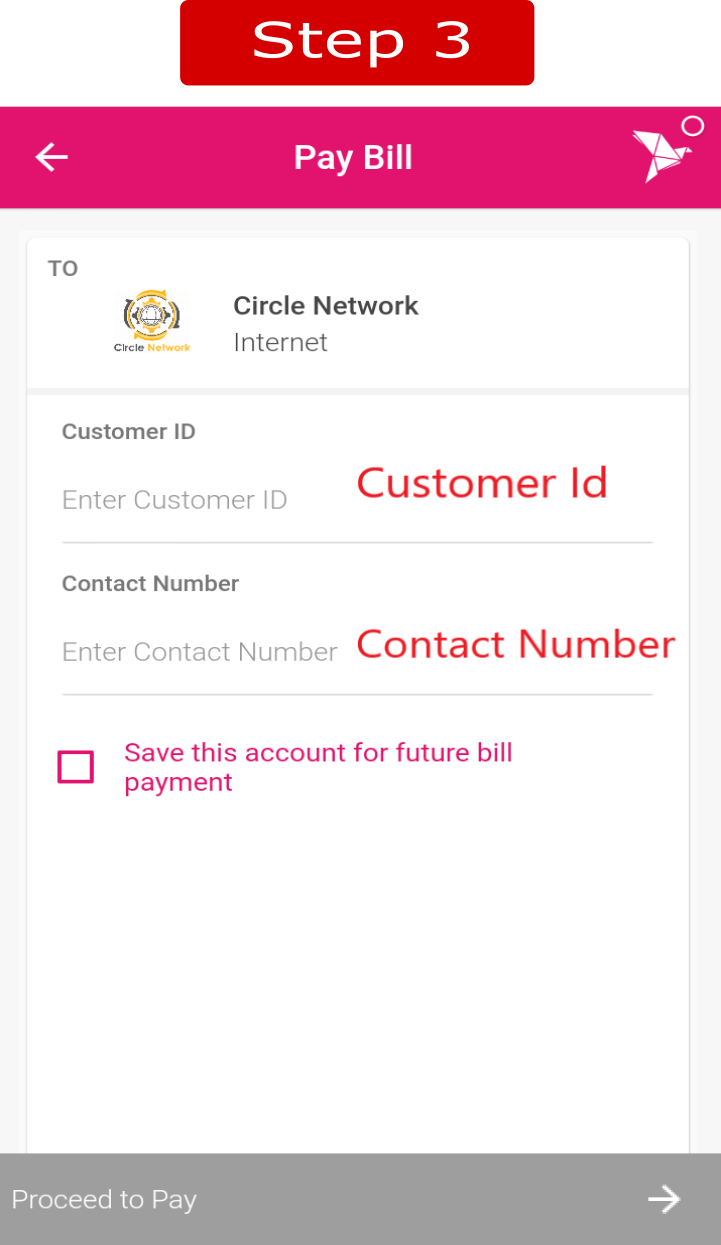 Step 3
Pay Bill
TO
Circle Network
Circle Network
Internet
Customer ID
Enter Customer ID
Customer Id
Contact Number
Enter Contact Number
Contact Number
Save this account for future bill
payment
Proceed to Pay